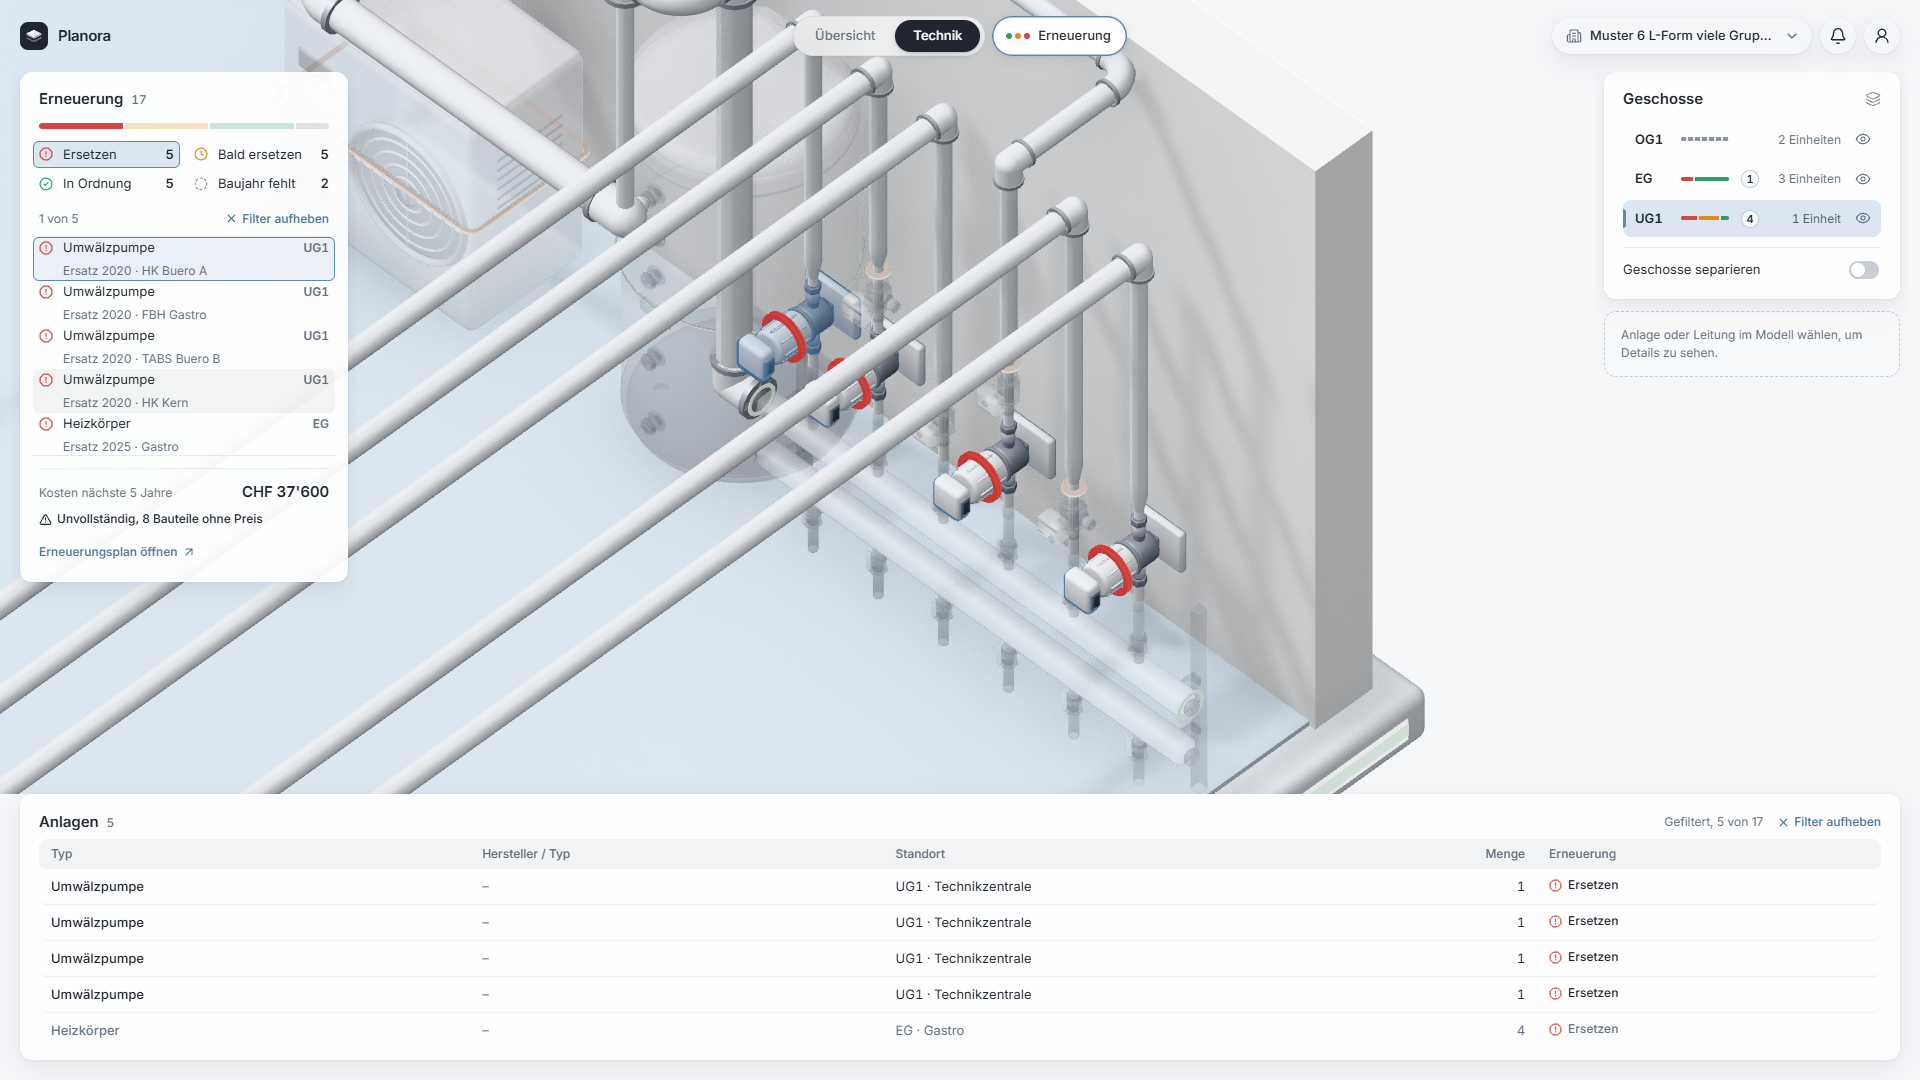 Planora
Übersicht
Technik
Erneuerung
Muster 6 L-Form viele Grup...
Erneuerung 17
Ersetzen 5
Bald ersetzen 5
In Ordnung 5
Baujahr fehlt 2
1 von 5
Filter aufheben
Umwälzpumpe UG1
Ersatz 2020 · HK Buero A
Umwälzpumpe UG1
Ersatz 2020 · FBH Gastro
Umwälzpumpe UG1
Ersatz 2020 · TABS Buero B
Umwälzpumpe UG1
Ersatz 2020 · HK Kern
Heizkörper EG
Ersatz 2025 · Gastro
Kosten nächste 5 Jahre CHF 37'600
Unvollständig, 8 Bauteile ohne Preis
Erneuerungsplan öffnen
Geschosse
OG1 2 Einheiten
EG 1 3 Einheiten
UG1 4 1 Einheit
Geschosse separieren
Anlage oder Leitung im Modell wählen, um
Details zu sehen.
Anlagen 5
Gefiltert, 5 von 17
Filter aufheben
Typ Hersteller / Typ Standort Menge Erneuerung
Umwälzpumpe – UG1 · Technikzentrale 1 Ersetzen
Umwälzpumpe – UG1 · Technikzentrale 1 Ersetzen
Umwälzpumpe – UG1 · Technikzentrale 1 Ersetzen
Umwälzpumpe – UG1 · Technikzentrale 1 Ersetzen
Heizkörper – EG · Gastro 4 Ersetzen